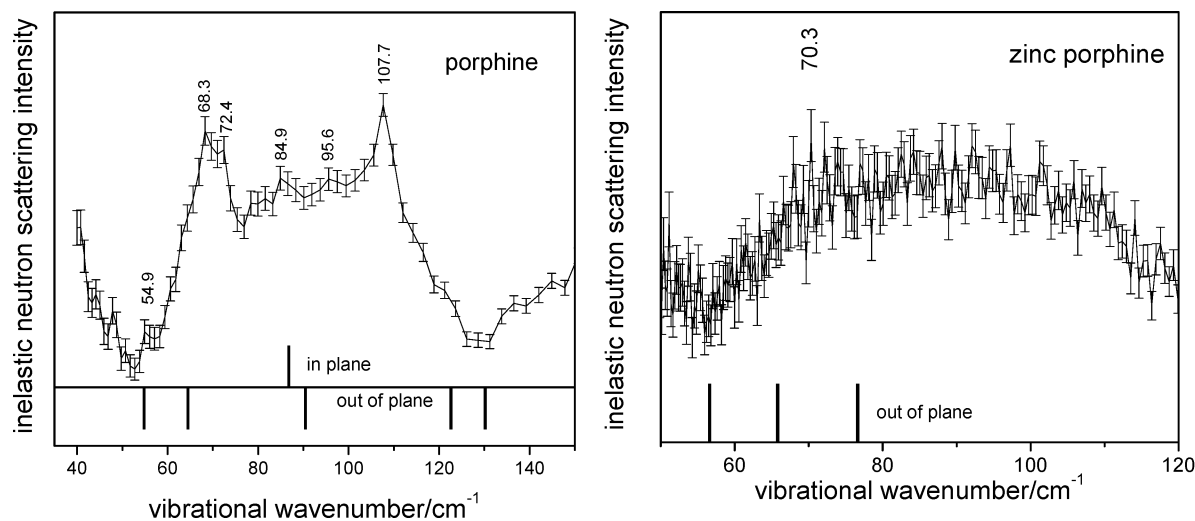 inelastic neutron scattering intensity
porphine
54.9
68.3
72.4
84.9
95.6
107.7
in plane
out of plane
40 60 80 100 120 140
vibrational wavenumber/cm⁻¹
inelastic neutron scattering intensity
70.3
zinc porphine
out of plane
60 80 100 120
vibrational wavenumber/cm⁻¹